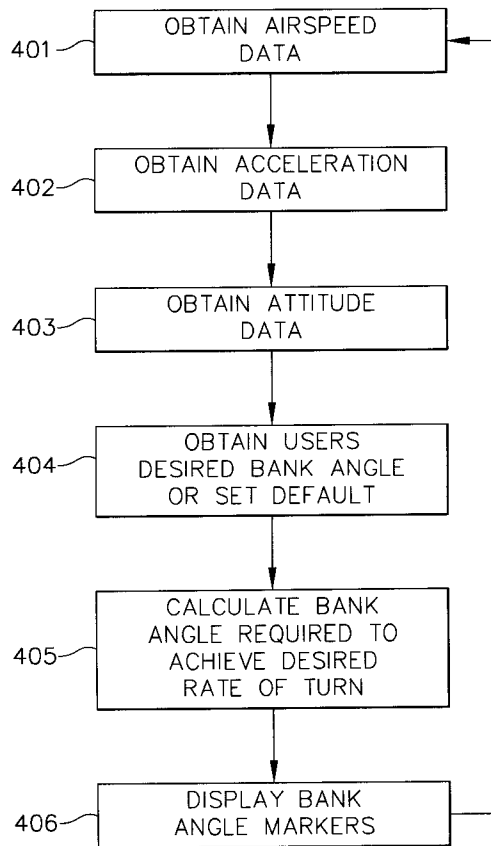 401
OBTAIN AIRSPEED
DATA
402
OBTAIN ACCELERATION
DATA
403
OBTAIN ATTITUDE
DATA
404
OBTAIN USERS
DESIRED BANK ANGLE
OR SET DEFAULT
405
CALCULATE BANK
ANGLE REQUIRED TO
ACHIEVE DESIRED
RATE OF TURN
406
DISPLAY BANK
ANGLE MARKERS